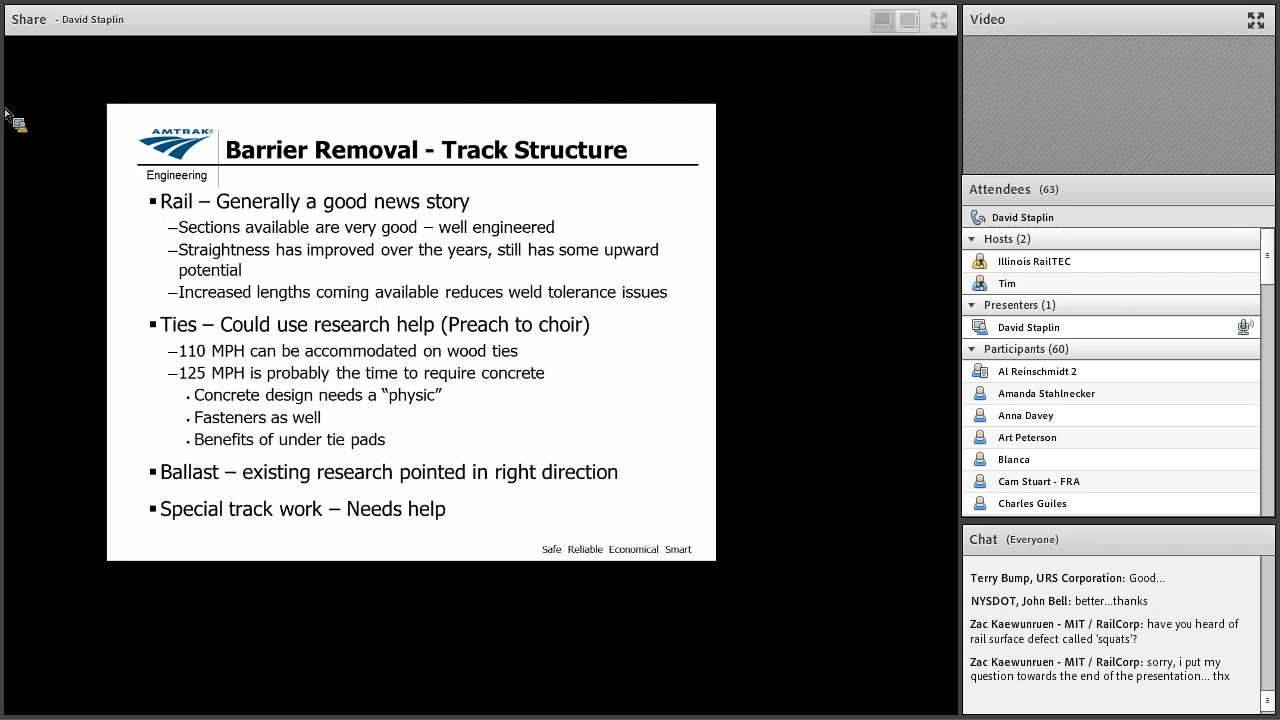 Share - David Staplin
AMTRAK®
Engineering
Barrier Removal - Track Structure
▪Rail – Generally a good news story
–Sections available are very good – well engineered
–Straightness has improved over the years, still has some upward
potential
–Increased lengths coming available reduces weld tolerance issues
▪Ties – Could use research help (Preach to choir)
–110 MPH can be accommodated on wood ties
–125 MPH is probably the time to require concrete
▪ Concrete design needs a “physic”
▪ Fasteners as well
▪ Benefits of under tie pads
▪Ballast – existing research pointed in right direction
▪Special track work – Needs help
Safe Reliable Economical Smart
Video
Attendees (63)
David Staplin
Hosts (2)
Illinois RailTEC
Tim
Presenters (1)
David Staplin
Participants (60)
Al Reinschmidt 2
Amanda Stahlnecker
Anna Davey
Art Peterson
Blanca
Cam Stuart - FRA
Charles Guiles
Chat (Everyone)
Terry Bump, URS Corporation: Good...
NYSDOT, John Bell: better...thanks
Zac Kaewunruen - MIT / RailCorp: have you heard of
rail surface defect called 'squats'?
Zac Kaewunruen - MIT / RailCorp: sorry, i put my
question towards the end of the presentation... thx